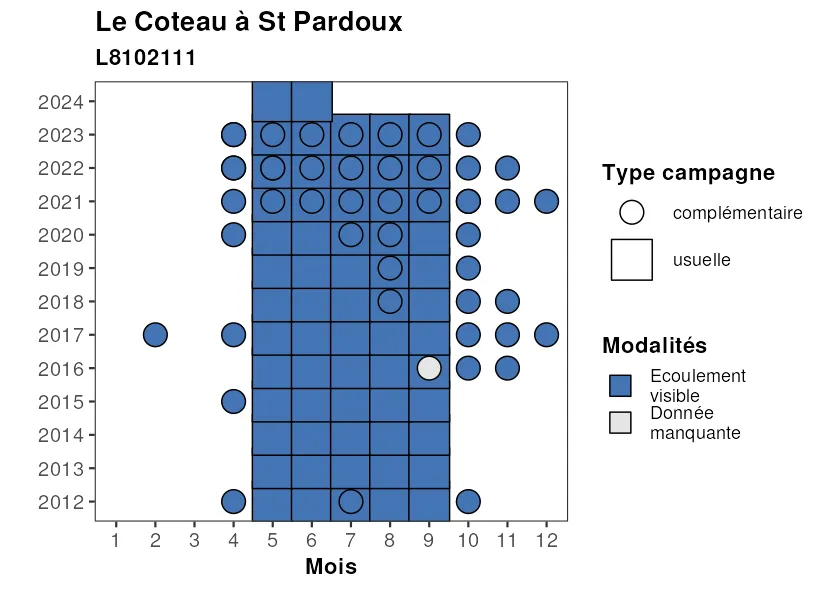 Le Coteau à St Pardoux
L8102111
2024
2023
2022
2021
2020
2019
2018
2017
2016
2015
2014
2013
2012
1 2 3 4 5 6 7 8 9 10 11 12
Mois
Type campagne
complémentaire
usuelle
Modalités
Ecoulement
visible
Donnée
manquante